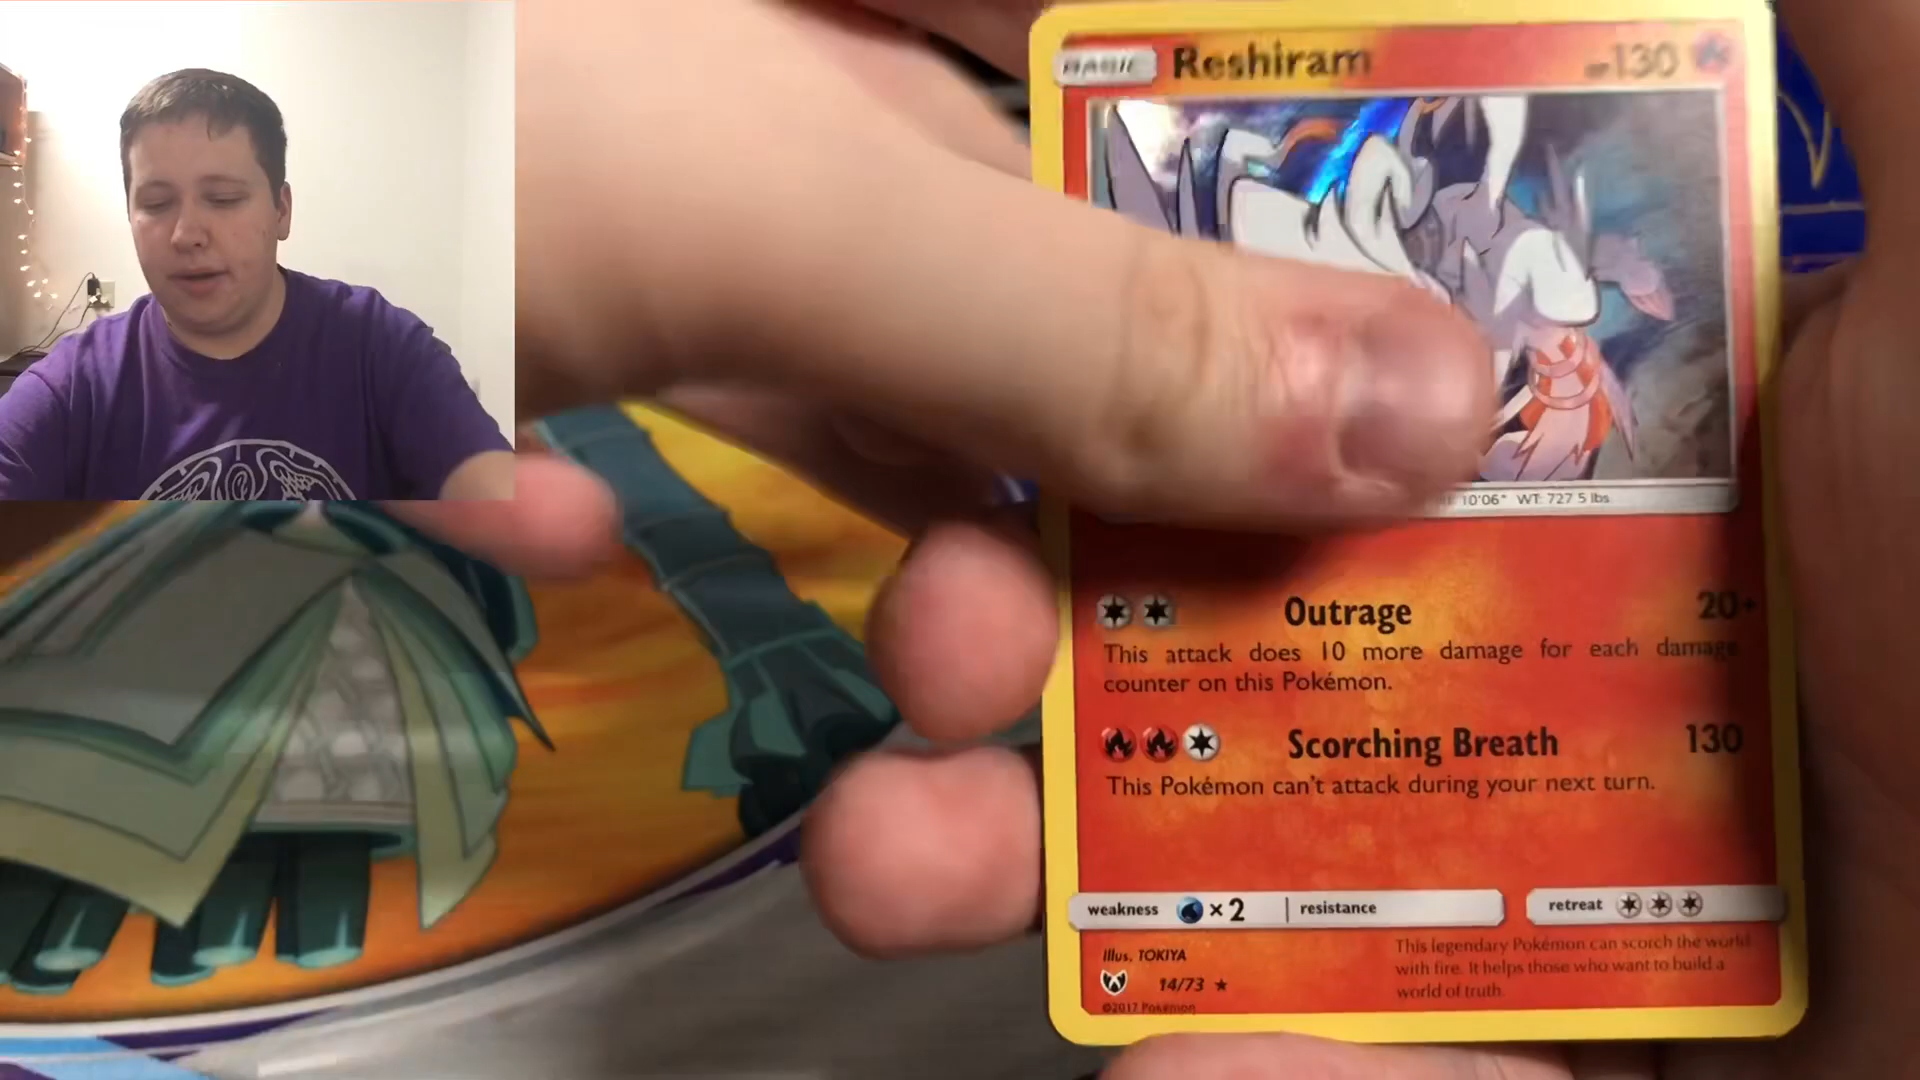 BASIC Reshiram HP130
10'06" WT: 727.5 lbs
Outrage 20+
This attack does 10 more damage for each damage
counter on this Pokémon.
Scorching Breath 130
This Pokémon can't attack during your next turn.
weakness ×2 resistance retreat
Illus. TOKIYA
14/73
©2017 Pokémon
This legendary Pokémon can scorch the world
with fire. It helps those who want to build a
world of truth.